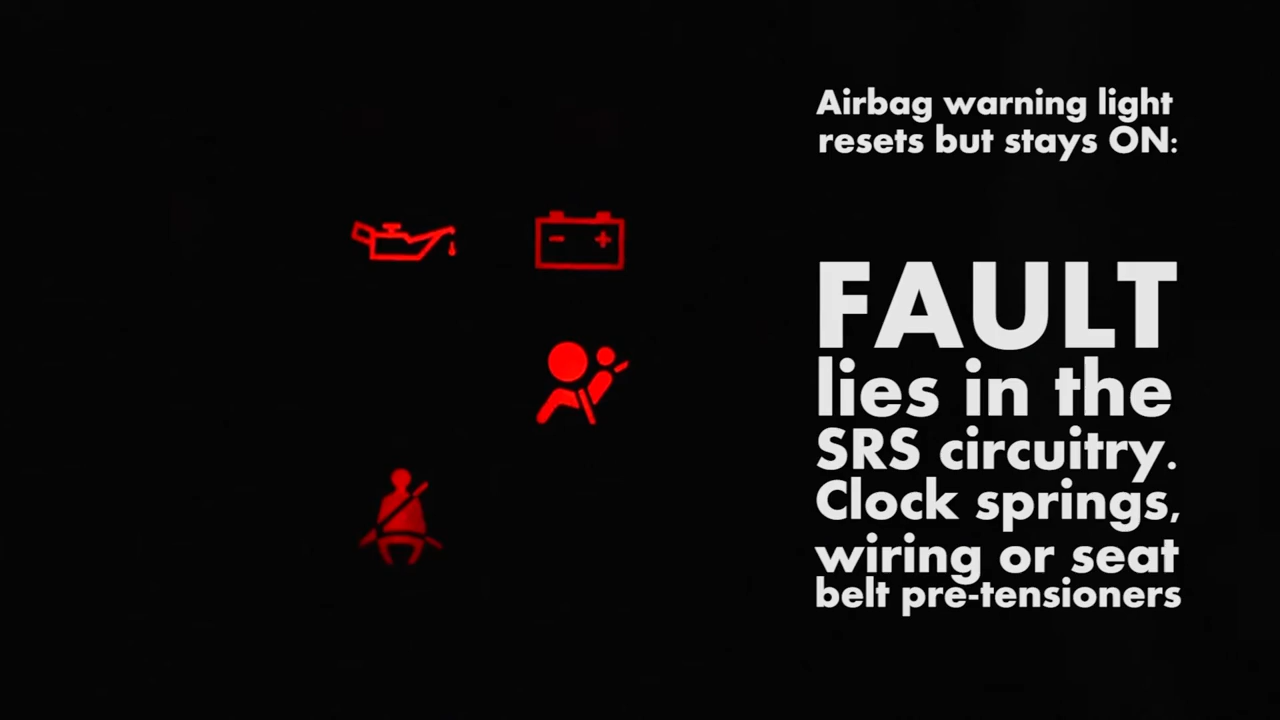 Airbag warning light
resets but stays ON:
FAULT
lies in the
SRS circuitry.
Clock springs,
wiring or seat
belt pre-tensioners